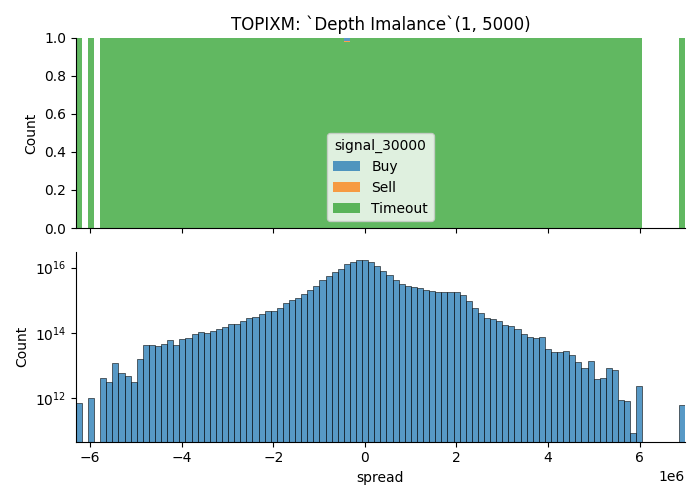 TOPIXM: `Depth Imalance`(1, 5000)
1.0
0.8
0.6
0.4
0.2
0.0
Count
signal_30000
Buy
Sell
Timeout
10^16
10^14
10^12
Count
−6 −4 −2 0 2 4 6
1e6
spread